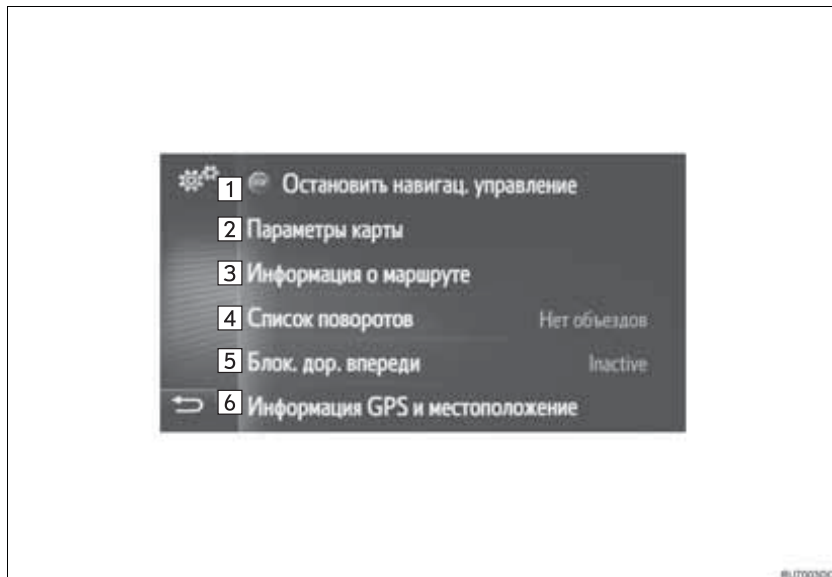 1 Остановить навигац. управление
2 Параметры карты
3 Информация о маршруте
4 Список поворотов Нет объездов
5 Блок. дор. впереди Inactive
6 Информация GPS и местоположение